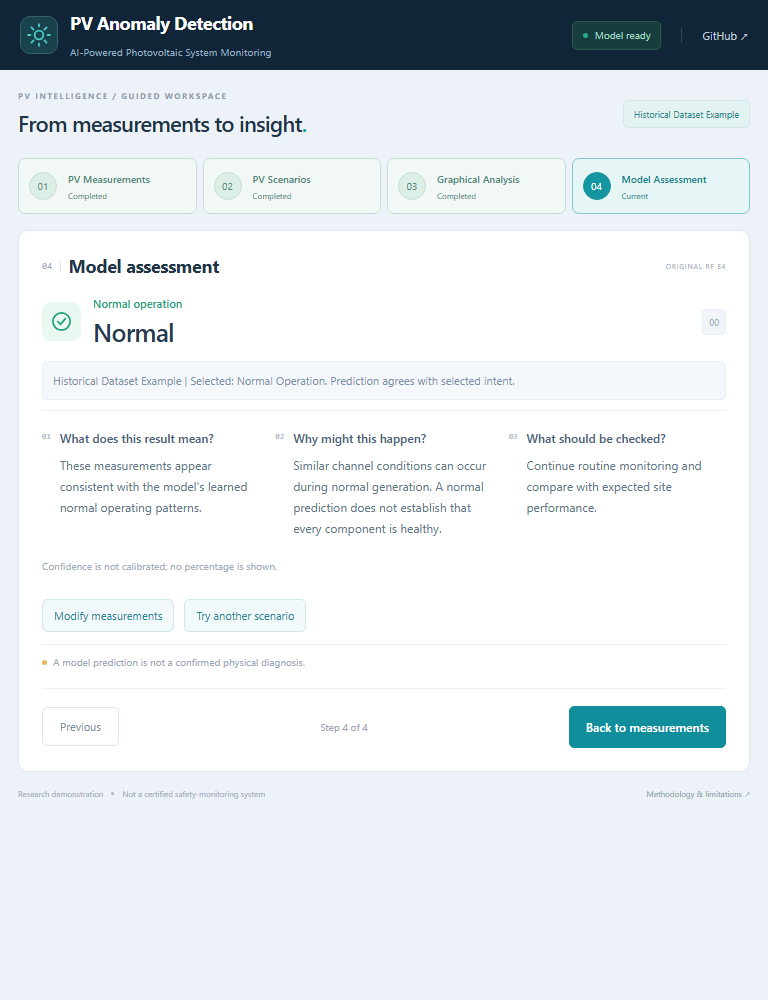 PV Anomaly Detection
AI-Powered Photovoltaic System Monitoring
Model ready
GitHub ↗
PV INTELLIGENCE / GUIDED WORKSPACE
From measurements to insight.
Historical Dataset Example
01 PV Measurements
Completed
02 PV Scenarios
Completed
03 Graphical Analysis
Completed
04 Model Assessment
Current
04 Model assessment
ORIGINAL RF E4
Normal operation
Normal
00
Historical Dataset Example | Selected: Normal Operation. Prediction agrees with selected intent.
01 What does this result mean?
These measurements appear
consistent with the model's learned
normal operating patterns.
02 Why might this happen?
Similar channel conditions can occur
during normal generation. A normal
prediction does not establish that
every component is healthy.
03 What should be checked?
Continue routine monitoring and
compare with expected site
performance.
Confidence is not calibrated; no percentage is shown.
Modify measurements
Try another scenario
A model prediction is not a confirmed physical diagnosis.
Previous
Step 4 of 4
Back to measurements
Research demonstration • Not a certified safety-monitoring system
Methodology & limitations ↗